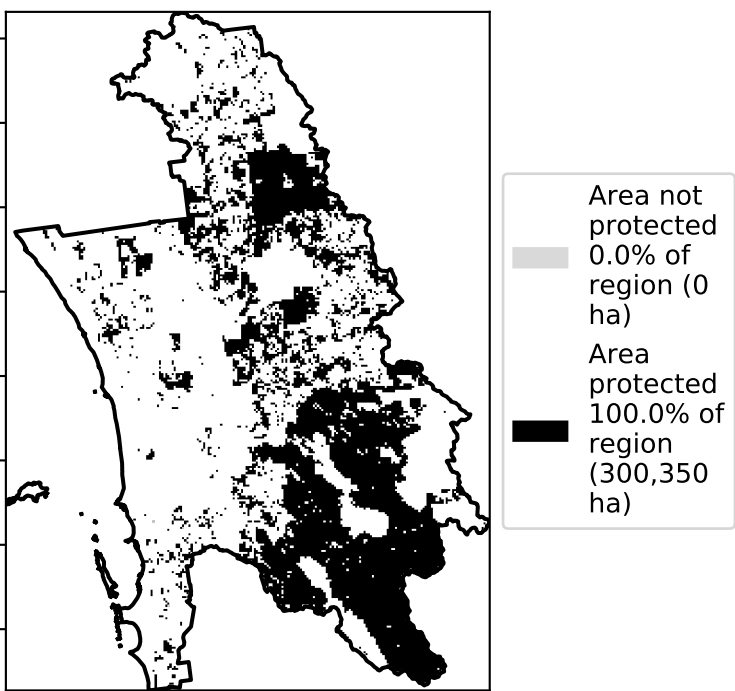 Area not
protected
0.0% of
region (0
ha)
Area
protected
100.0% of
region
(300,350
ha)